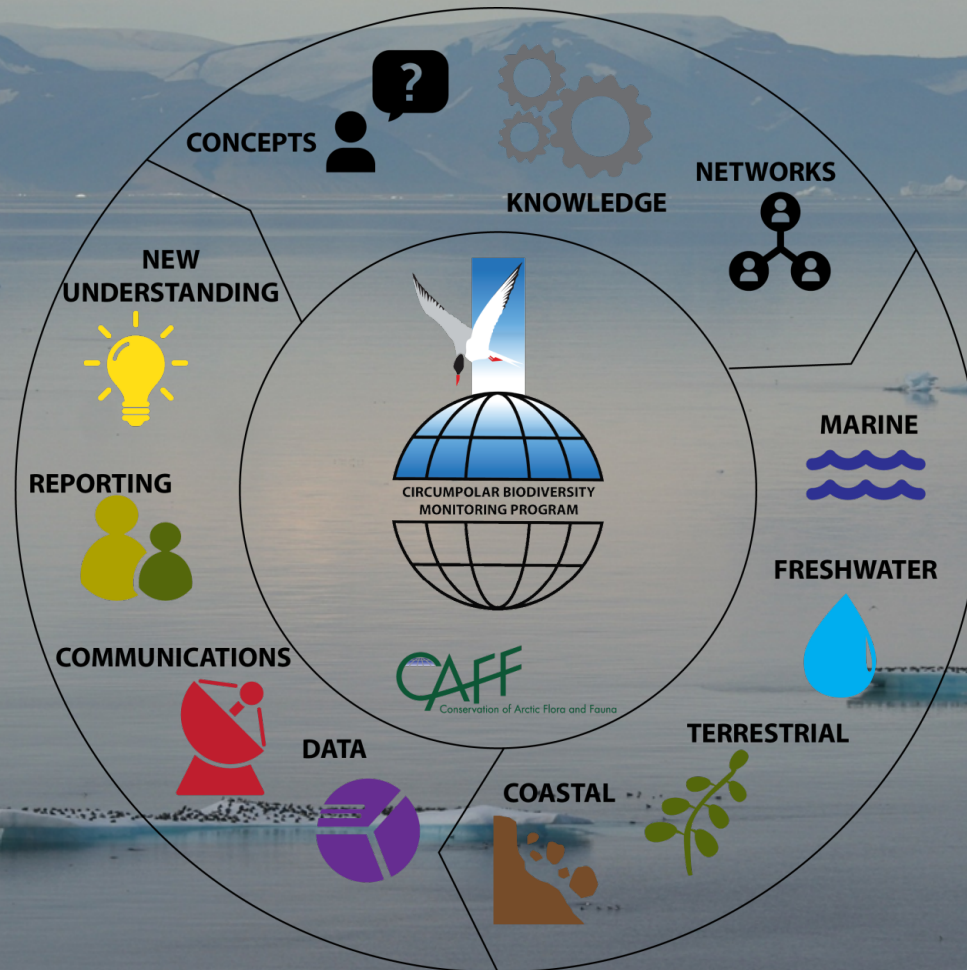 ?
CONCEPTS
KNOWLEDGE
NETWORKS
MARINE
FRESHWATER
TERRESTRIAL
COASTAL
DATA
COMMUNICATIONS
REPORTING
NEW
UNDERSTANDING
CIRCUMPOLAR BIODIVERSITY
MONITORING PROGRAM
CAFF
Conservation of Arctic Flora and Fauna